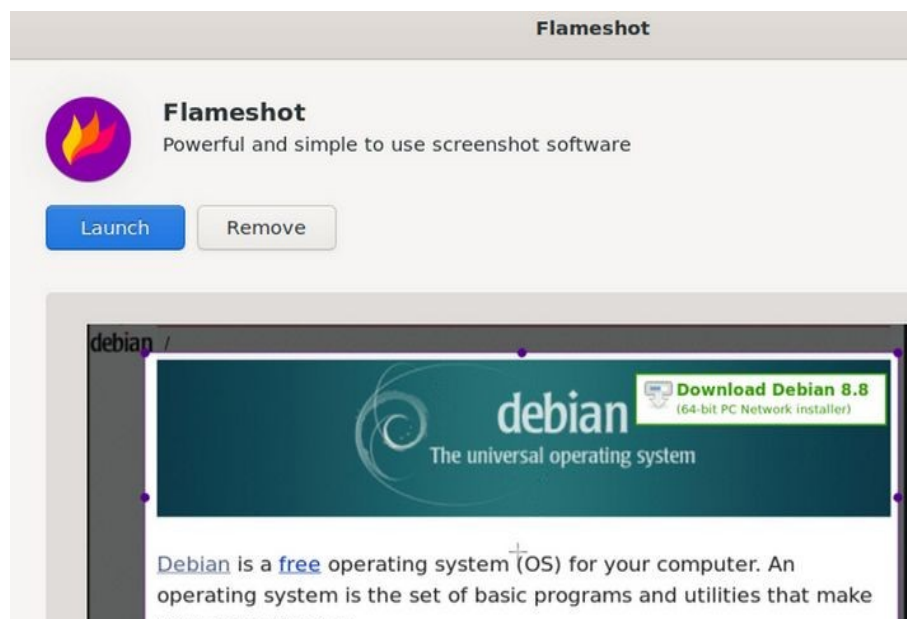 Flameshot
Flameshot
Powerful and simple to use screenshot software
Launch Remove
debian /
Download Debian 8.8
(64-bit PC Network installer)
debian
The universal operating system
Debian is a free operating system (OS) for your computer. An
operating system is the set of basic programs and utilities that make